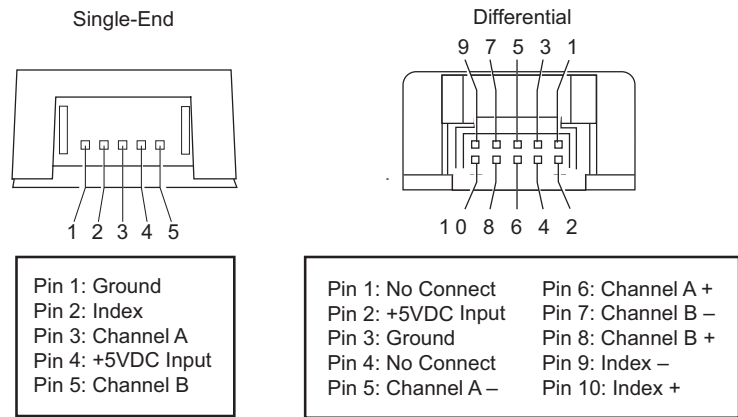 Single-End
1 2 3 4 5
Pin 1: Ground
Pin 2: Index
Pin 3: Channel A
Pin 4: +5VDC Input
Pin 5: Channel B
Differential
9 7 5 3 1
1 0 8 6 4 2
Pin 1: No Connect
Pin 2: +5VDC Input
Pin 3: Ground
Pin 4: No Connect
Pin 5: Channel A –
Pin 6: Channel A +
Pin 7: Channel B –
Pin 8: Channel B +
Pin 9: Index –
Pin 10: Index +